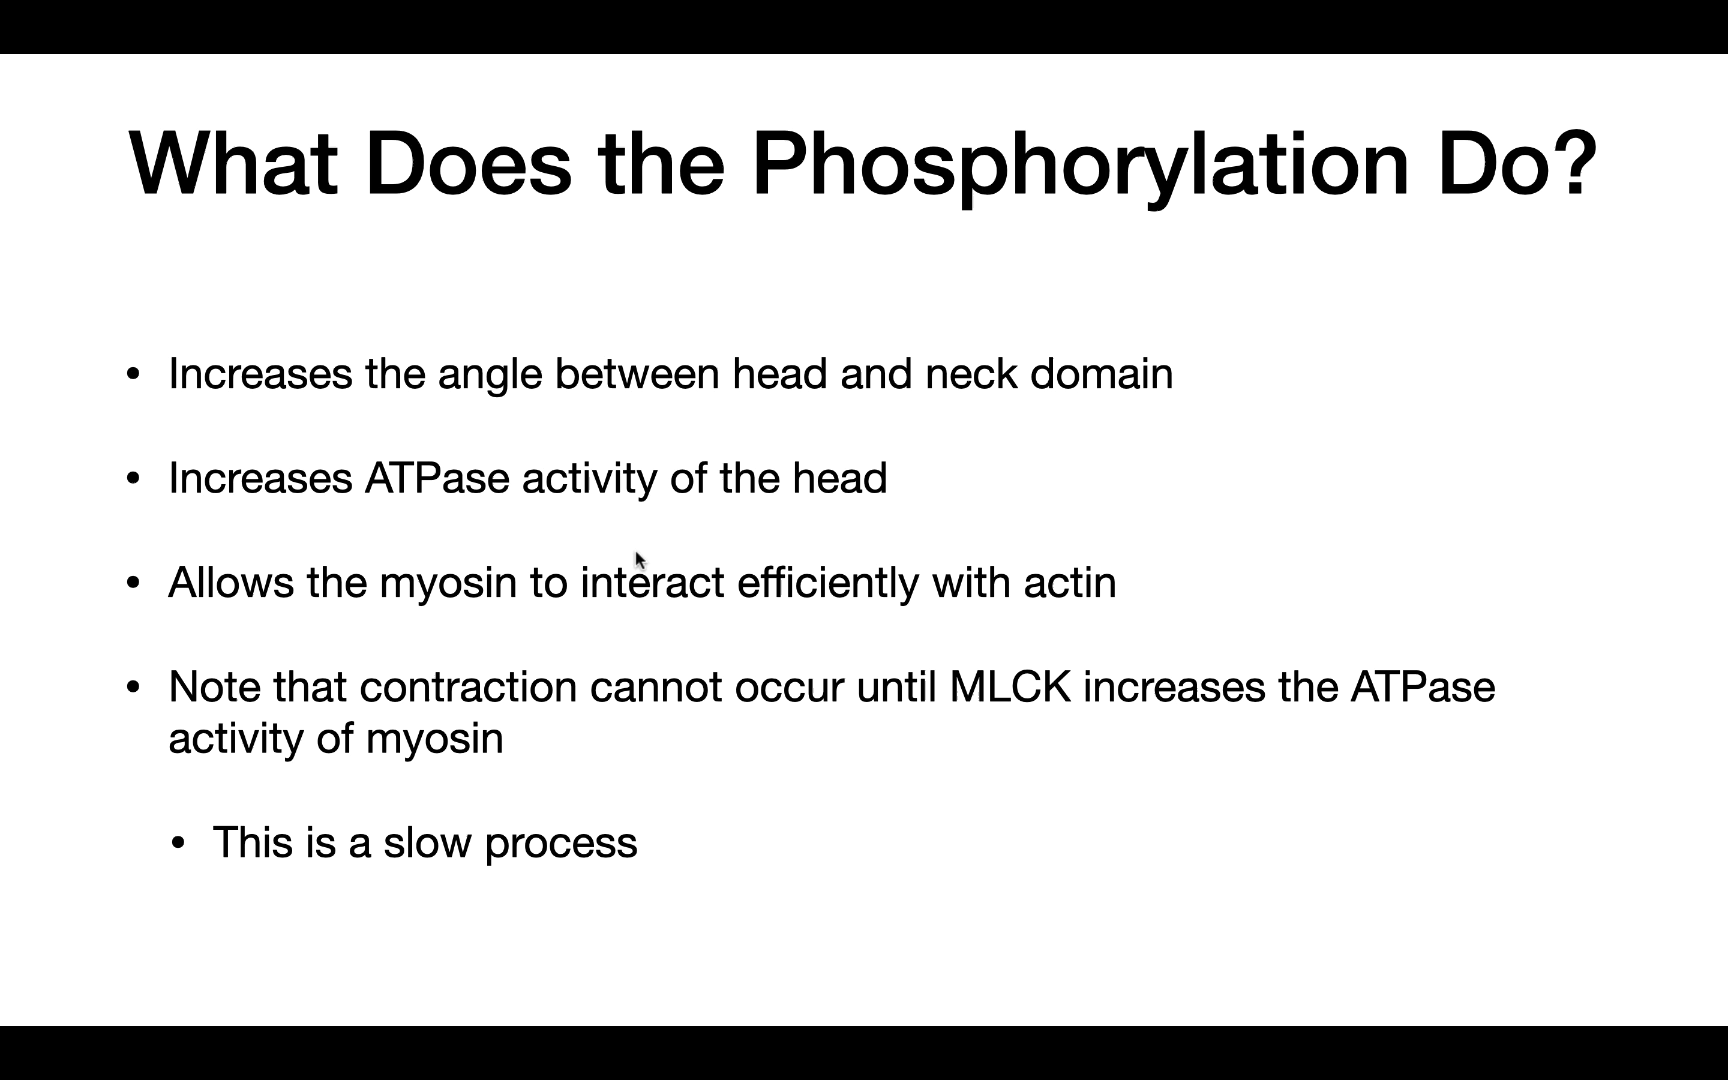 What Does the Phosphorylation Do?
• Increases the angle between head and neck domain
• Increases ATPase activity of the head
• Allows the myosin to interact efficiently with actin
• Note that contraction cannot occur until MLCK increases the ATPase
activity of myosin
• This is a slow process